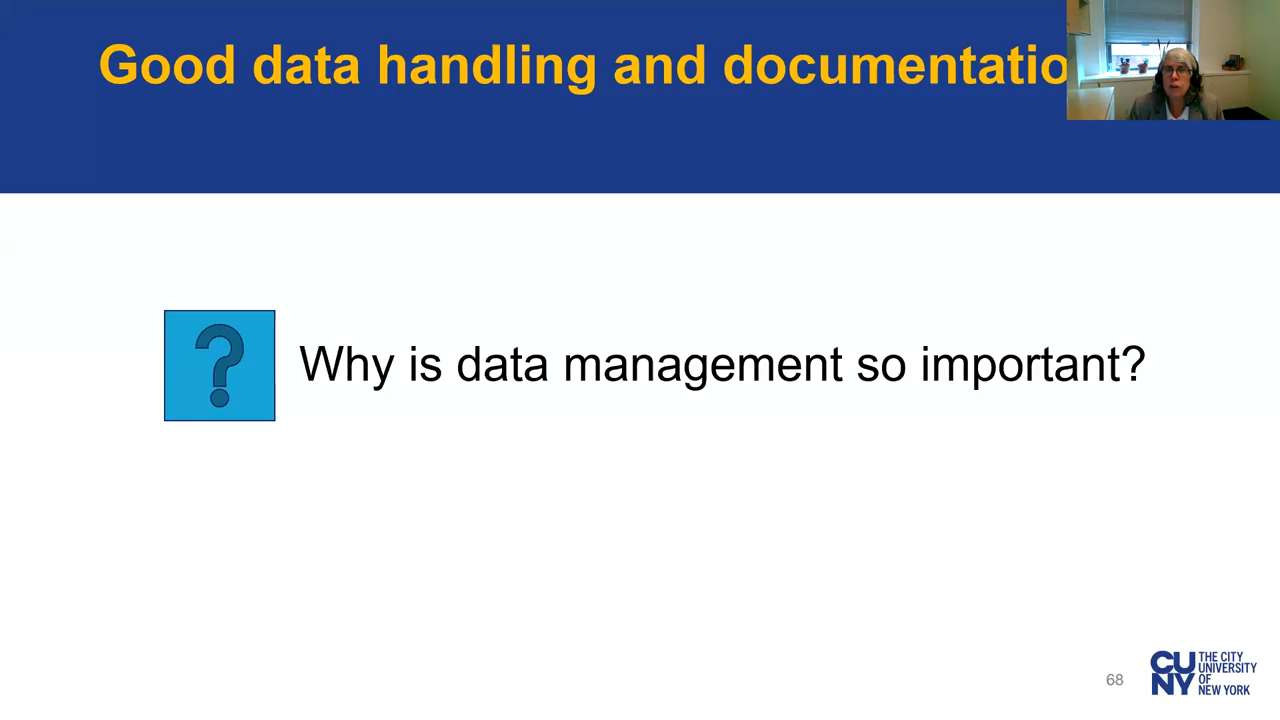 Good data handling and documentatio
?
Why is data management so important?
68
CU
NY
THE CITY
UNIVERSITY
OF
NEW YORK